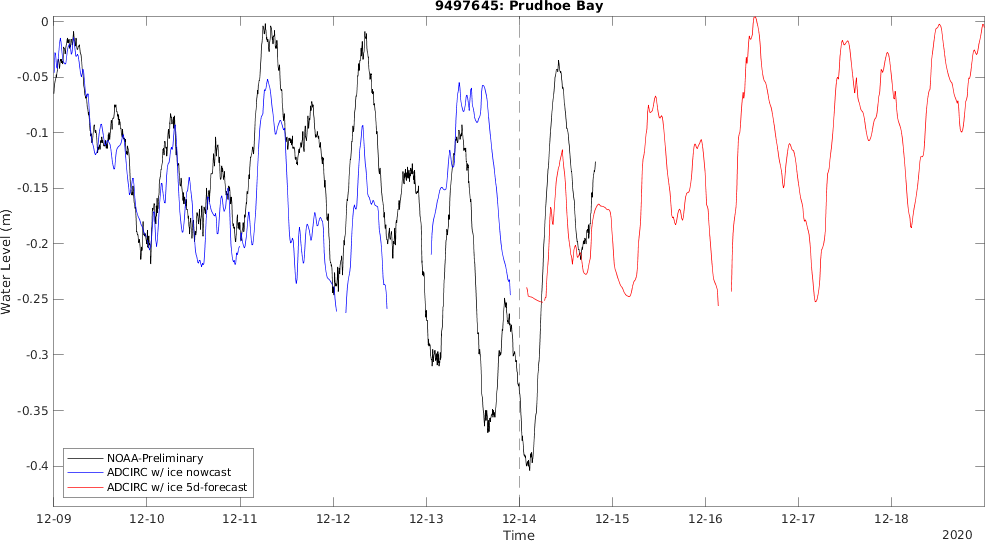 9497645: Prudhoe Bay
0
-0.05
-0.1
-0.15
-0.2
-0.25
-0.3
-0.35
-0.4
Water Level (m)
NOAA-Preliminary
ADCIRC w/ ice nowcast
ADCIRC w/ ice 5d-forecast
12-09 12-10 12-11 12-12 12-13 12-14 12-15 12-16 12-17 12-18
Time
2020